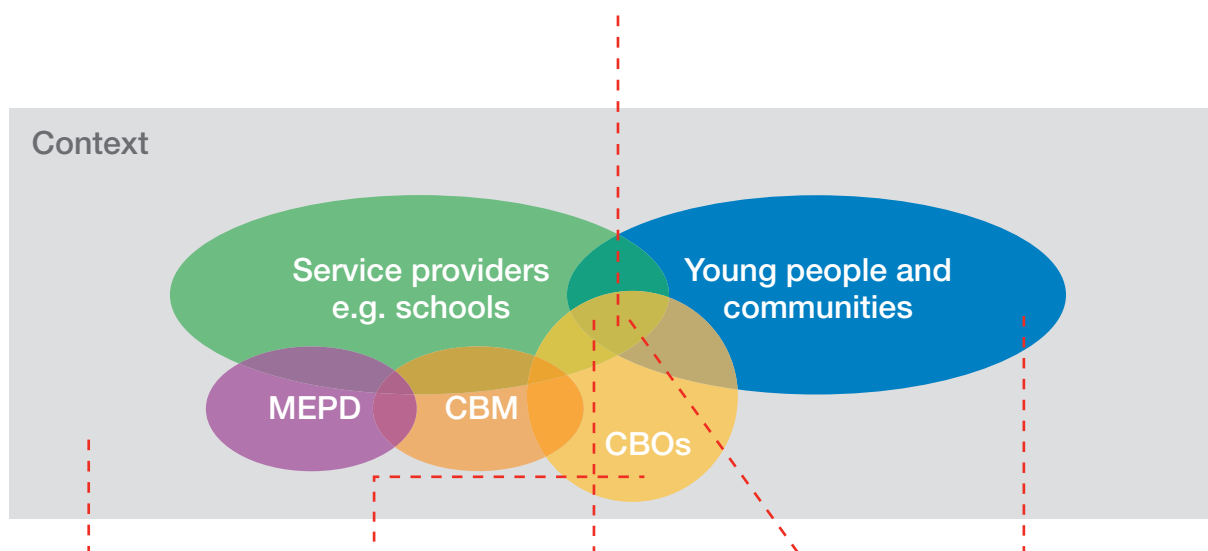 Context
Service providers
e.g. schools
Young people and
communities
MEPD
CBM
CBOs